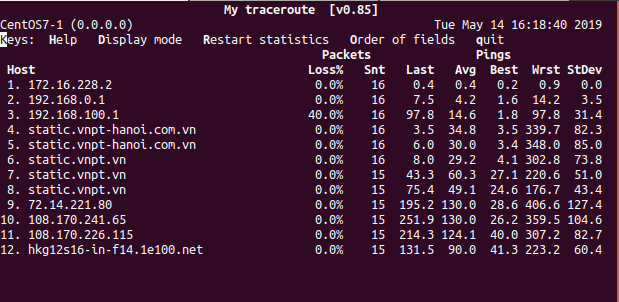 My traceroute [v0.85]
CentOS7-1 (0.0.0.0) Tue May 14 16:18:40 2019
Keys: Help Display mode Restart statistics Order of fields quit
Packets Pings
Host Loss% Snt Last Avg Best Wrst StDev
1. 172.16.228.2 0.0% 16 0.4 0.4 0.2 0.9 0.0
2. 192.168.0.1 0.0% 16 7.5 4.2 1.6 14.2 3.5
3. 192.168.100.1 40.0% 16 97.8 14.6 1.8 97.8 31.4
4. static.vnpt-hanoi.com.vn 0.0% 16 3.5 34.8 3.5 339.7 82.3
5. static.vnpt-hanoi.com.vn 0.0% 16 6.0 30.0 3.4 348.0 85.0
6. static.vnpt.vn 0.0% 16 8.0 29.2 4.1 302.8 73.8
7. static.vnpt.vn 0.0% 15 43.3 60.3 27.1 220.6 51.0
8. static.vnpt.vn 0.0% 15 75.4 49.1 24.6 176.7 43.4
9. 72.14.221.80 0.0% 15 195.2 130.0 28.6 406.6 127.4
10. 108.170.241.65 0.0% 15 251.9 130.0 26.2 359.5 104.6
11. 108.170.226.115 0.0% 15 214.3 124.1 40.0 307.2 82.7
12. hkg12s16-in-f14.1e100.net 0.0% 15 131.5 90.0 41.3 223.2 60.4